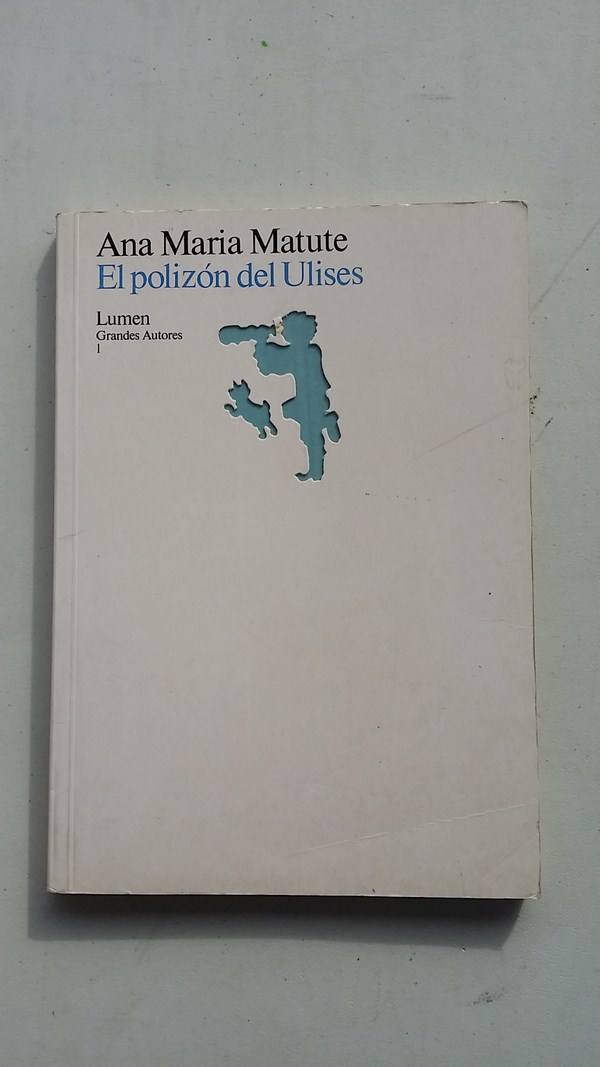 Ana Maria Matute
El polizón del Ulises
Lumen
Grandes Autores
1